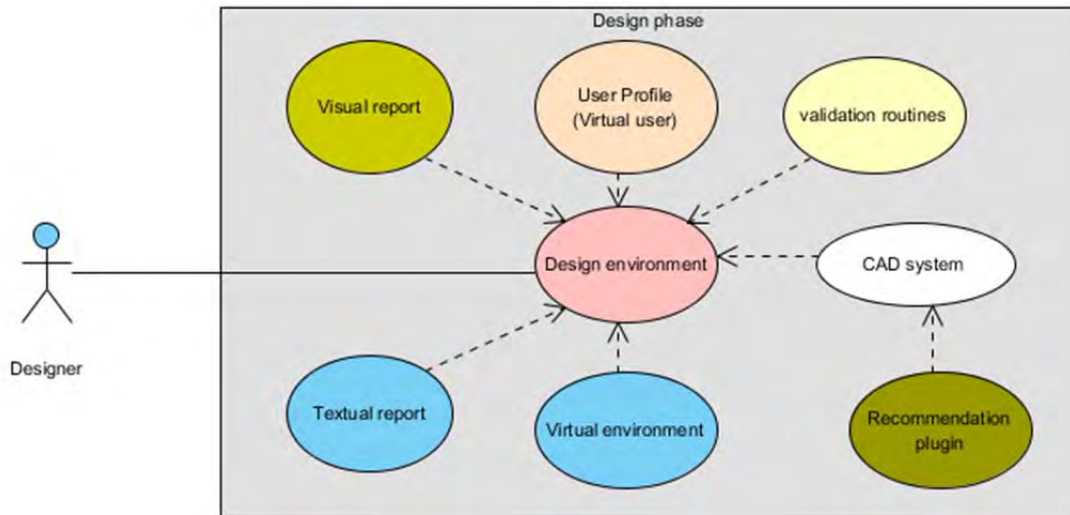 Design phase
Visual report
User Profile
(Virtual user)
validation routines
Design environment
CAD system
Designer
Textual report
Virtual environment
Recommendation
plugin